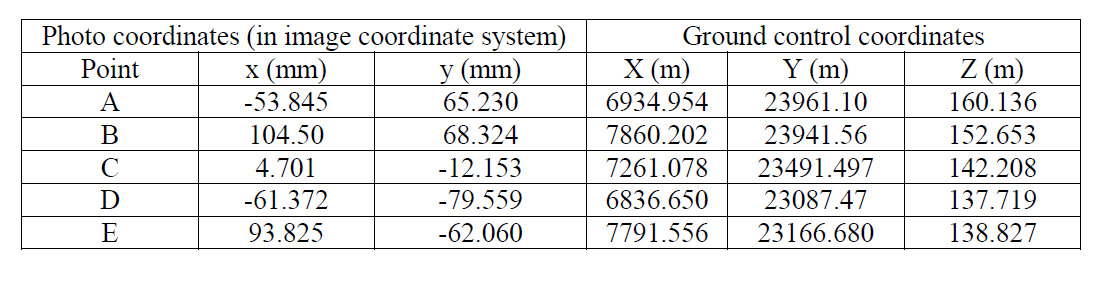 Photo coordinates (in image coordinate system) Ground control coordinates
Point x (mm) y (mm) X (m) Y (m) Z (m)
A -53.845 65.230 6934.954 23961.10 160.136
B 104.50 68.324 7860.202 23941.56 152.653
C 4.701 -12.153 7261.078 23491.497 142.208
D -61.372 -79.559 6836.650 23087.47 137.719
E 93.825 -62.060 7791.556 23166.680 138.827